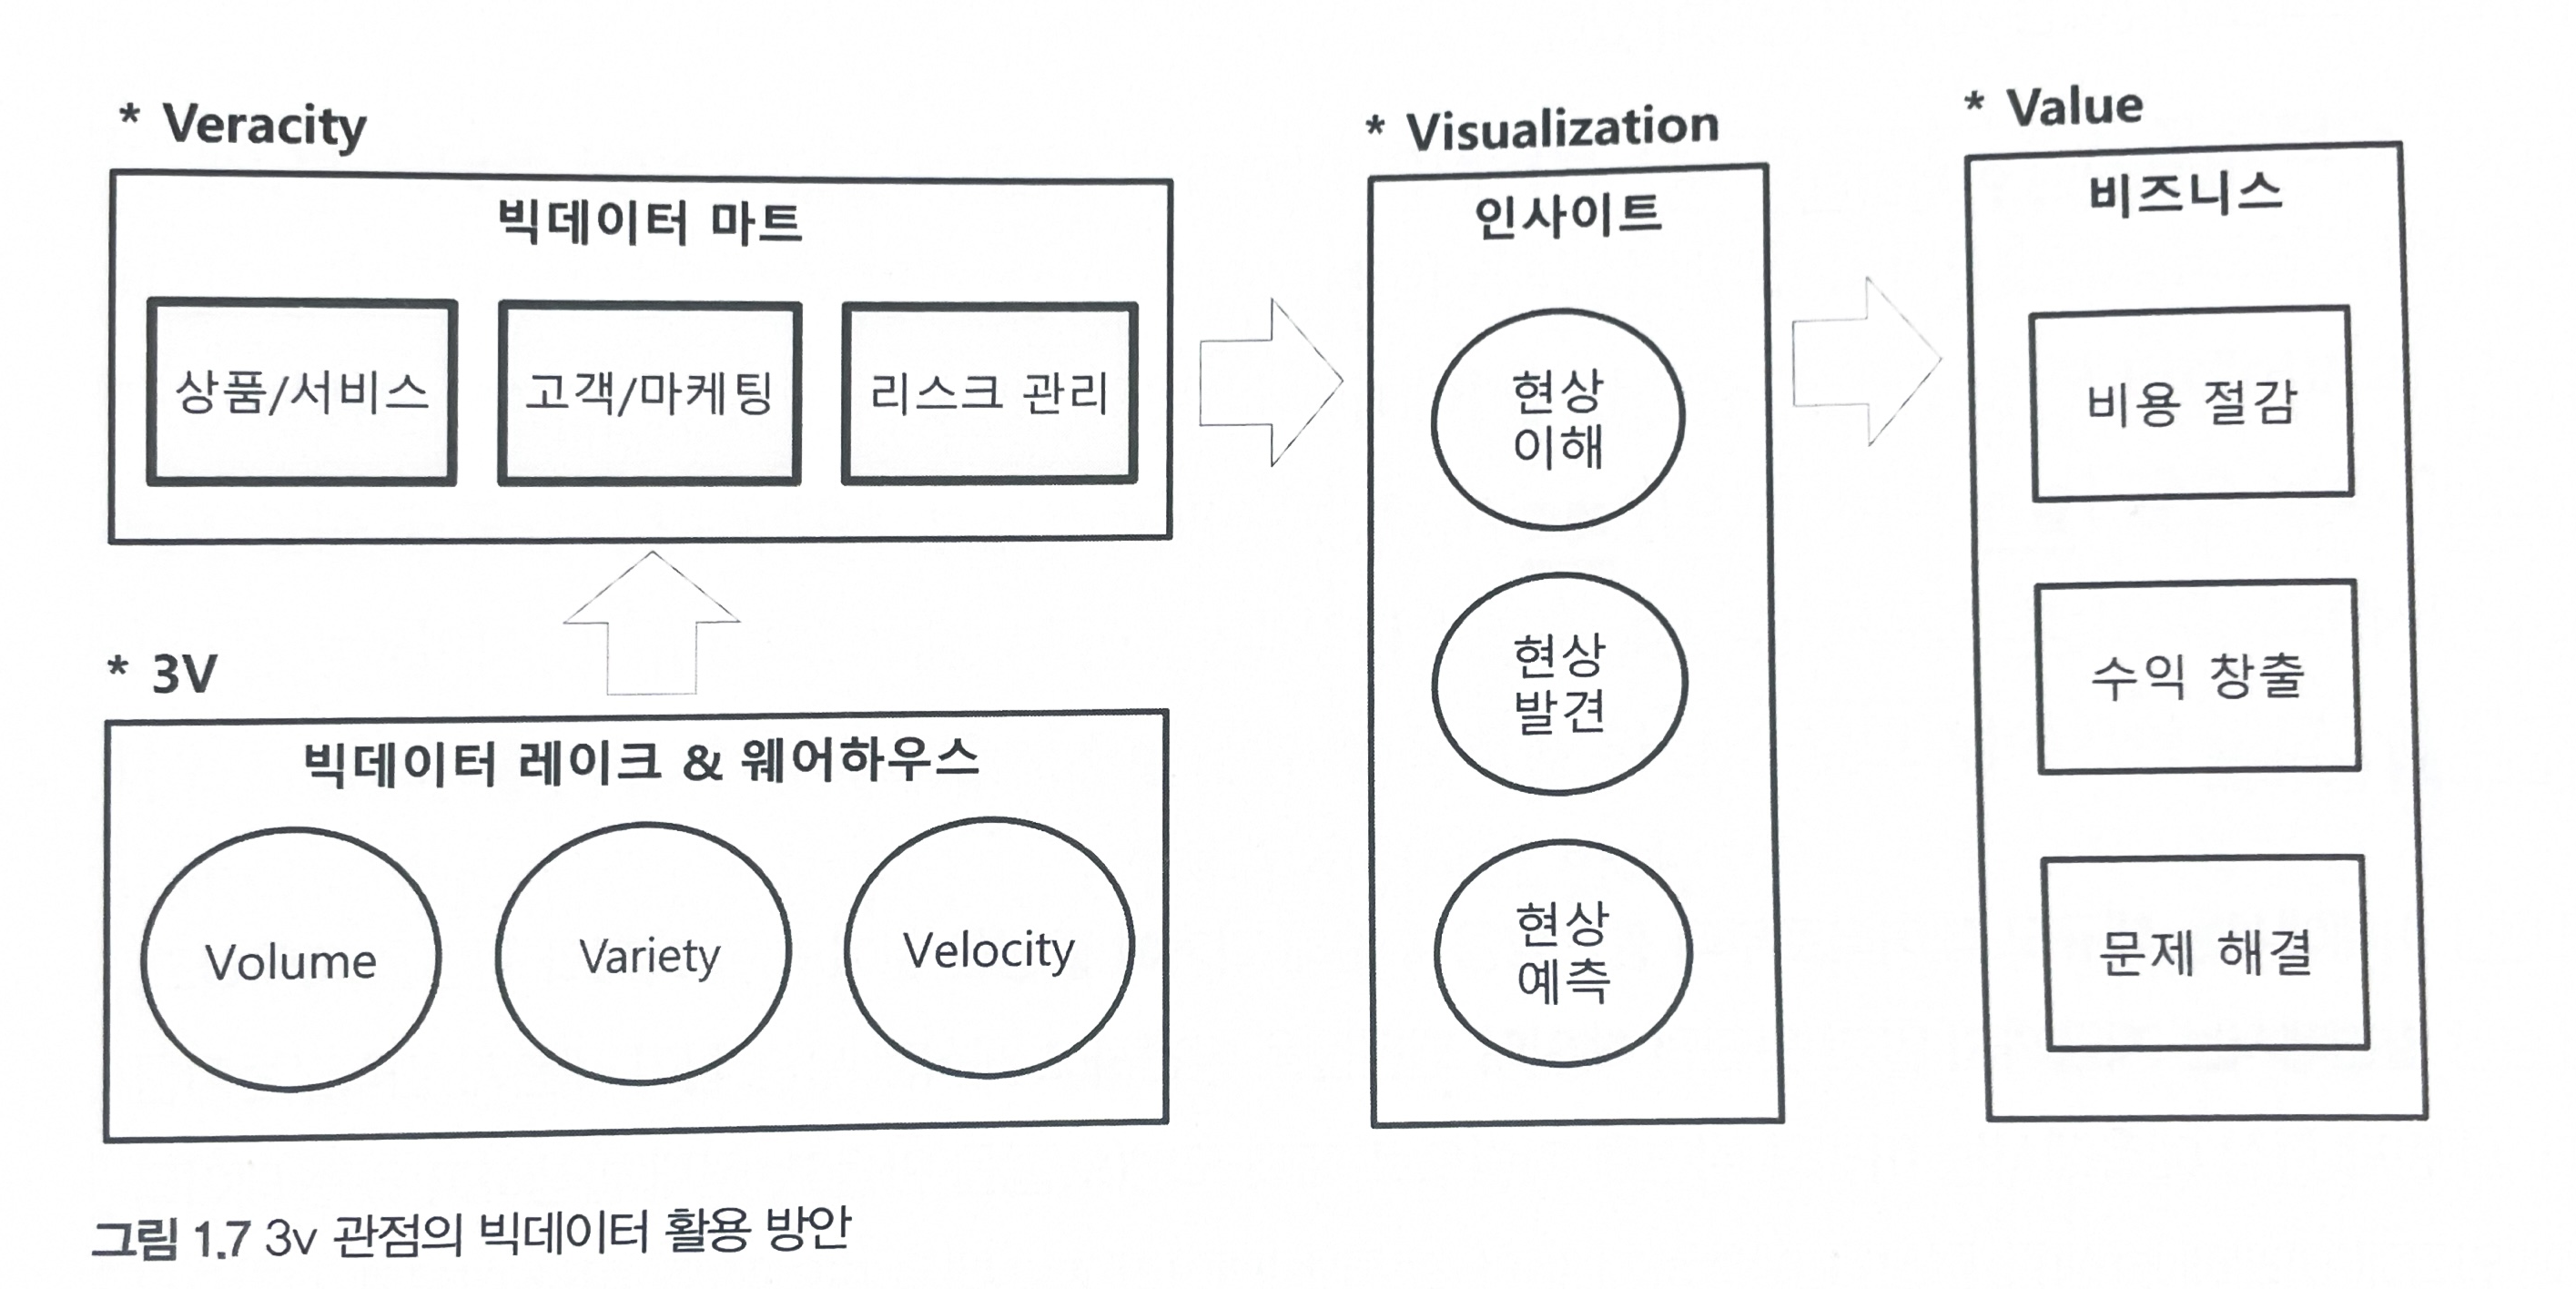 * Veracity
빅데이터 마트
상품/서비스
고객/마케팅
리스크 관리
* 3V
빅데이터 레이크 & 웨어하우스
Volume
Variety
Velocity
* Visualization
인사이트
현상
이해
현상
발견
현상
예측
* Value
비즈니스
비용 절감
수익 창출
문제 해결
그림 1.7 3v 관점의 빅데이터 활용 방안